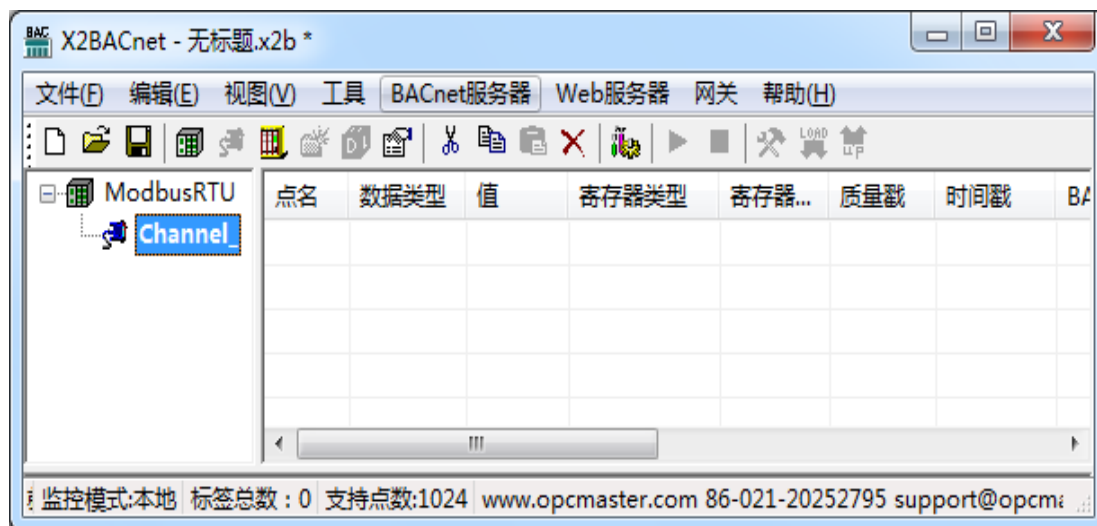 X2BACnet - 无标题.x2b *
文件(F) 编辑(E) 视图(V) 工具 BACnet服务器 Web服务器 网关 帮助(H)
LOAD UP
ModbusRTU
点名 数据类型 值 寄存器类型 寄存器... 质量戳 时间戳 BA
Channel_
监控模式:本地 标签总数：0 支持点数:1024 www.opcmaster.com 86-021-20252795 support@opcm